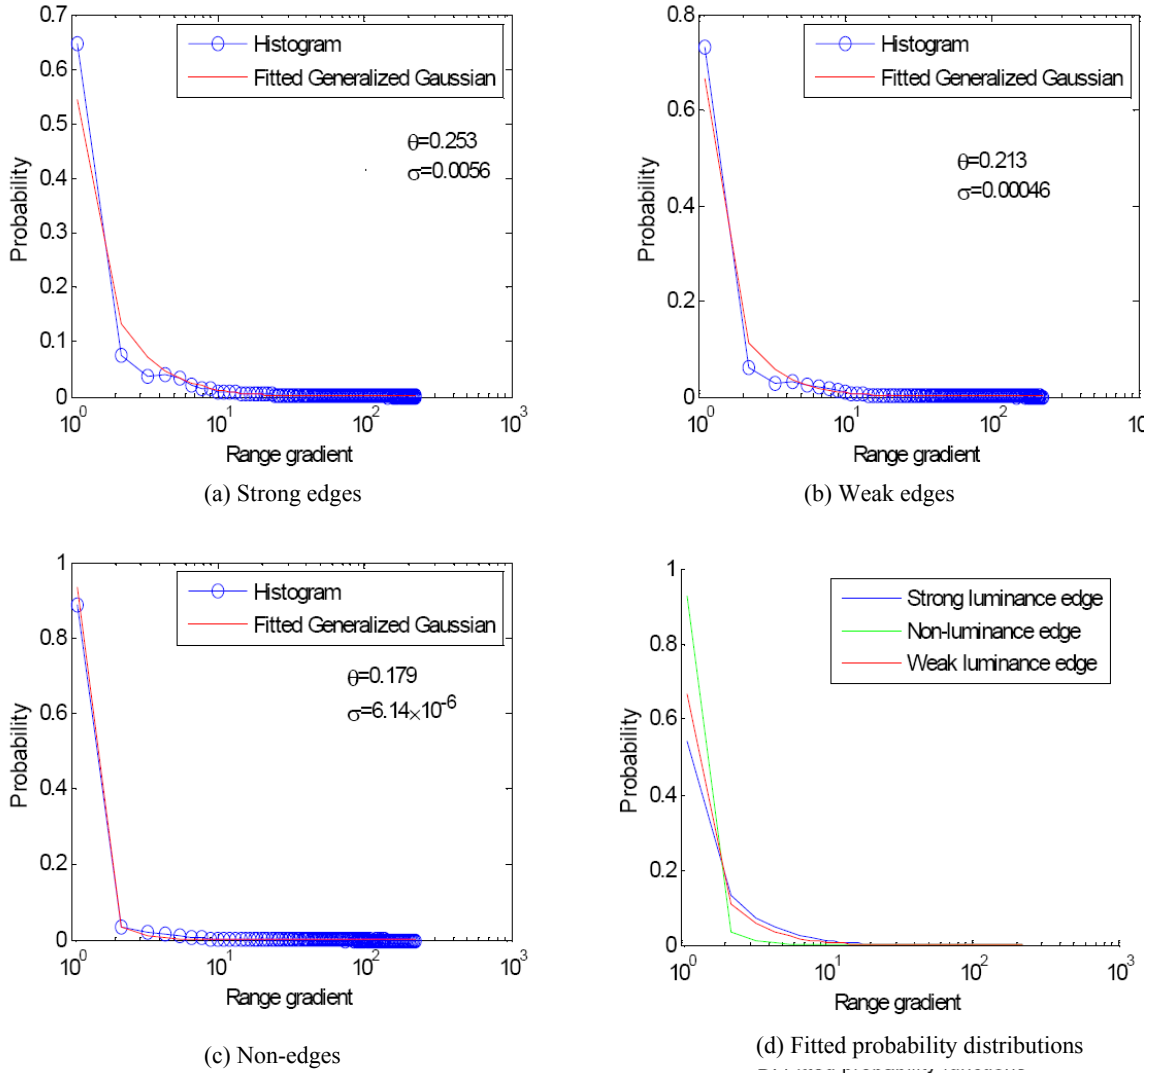 0.7
0.6
0.5
0.4
0.3
0.2
0.1
0
Probability
Histogram
Fitted Generalized Gaussian
θ=0.253
σ=0.0056
10^0 10^1 10^2 10^3
Range gradient
(a) Strong edges
0.8
0.6
0.4
0.2
0
Probability
Histogram
Fitted Generalized Gaussian
θ=0.213
σ=0.00046
10^0 10^1 10^2 10
Range gradient
(b) Weak edges
1
0.8
0.6
0.4
0.2
0
Probability
Histogram
Fitted Generalized Gaussian
θ=0.179
σ=6.14×10^-6
10^0 10^1 10^2 10^3
Range gradient
(c) Non-edges
1
0.8
0.6
0.4
0.2
0
Probability
Strong luminance edge
Non-luminance edge
Weak luminance edge
10^0 10^1 10^2 10^3
Range gradient
(d) Fitted probability distributions